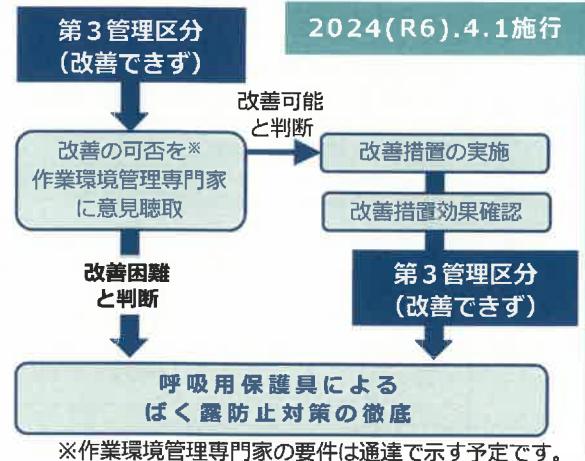 2024(R6).4.1施行
第3管理区分
（改善できず）
改善可能
と判断
改善の可否を※
作業環境管理専門家
に意見聴取
改善措置の実施
改善措置効果確認
改善困難
と判断
第3管理区分
（改善できず）
呼吸用保護具による
ばく露防止対策の徹底
※作業環境管理専門家の要件は通達で示す予定です。